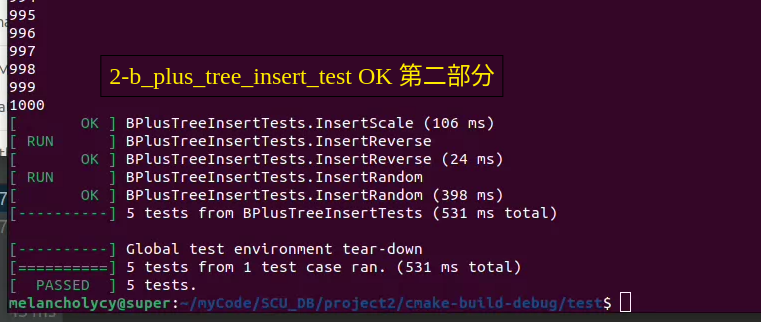 995
996
997
998
999
1000
2-b_plus_tree_insert_test OK 第二部分
[       OK ] BPlusTreeInsertTests.InsertScale (106 ms)
[ RUN      ] BPlusTreeInsertTests.InsertReverse
[       OK ] BPlusTreeInsertTests.InsertReverse (24 ms)
[ RUN      ] BPlusTreeInsertTests.InsertRandom
[       OK ] BPlusTreeInsertTests.InsertRandom (398 ms)
[----------] 5 tests from BPlusTreeInsertTests (531 ms total)
[----------] Global test environment tear-down
[==========] 5 tests from 1 test case ran. (531 ms total)
[  PASSED  ] 5 tests.
melancholycy@super:~/myCode/SCU_DB/project2/cmake-build-debug/test$